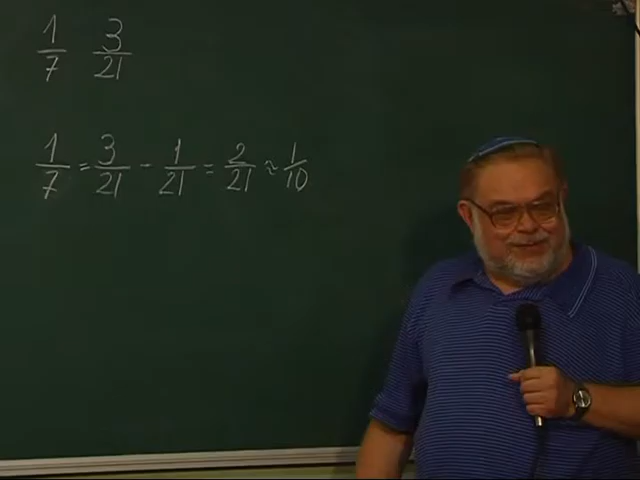 1/7 3/21
1/7 = 3/21 - 1/21 = 2/21 ≈ 1/10